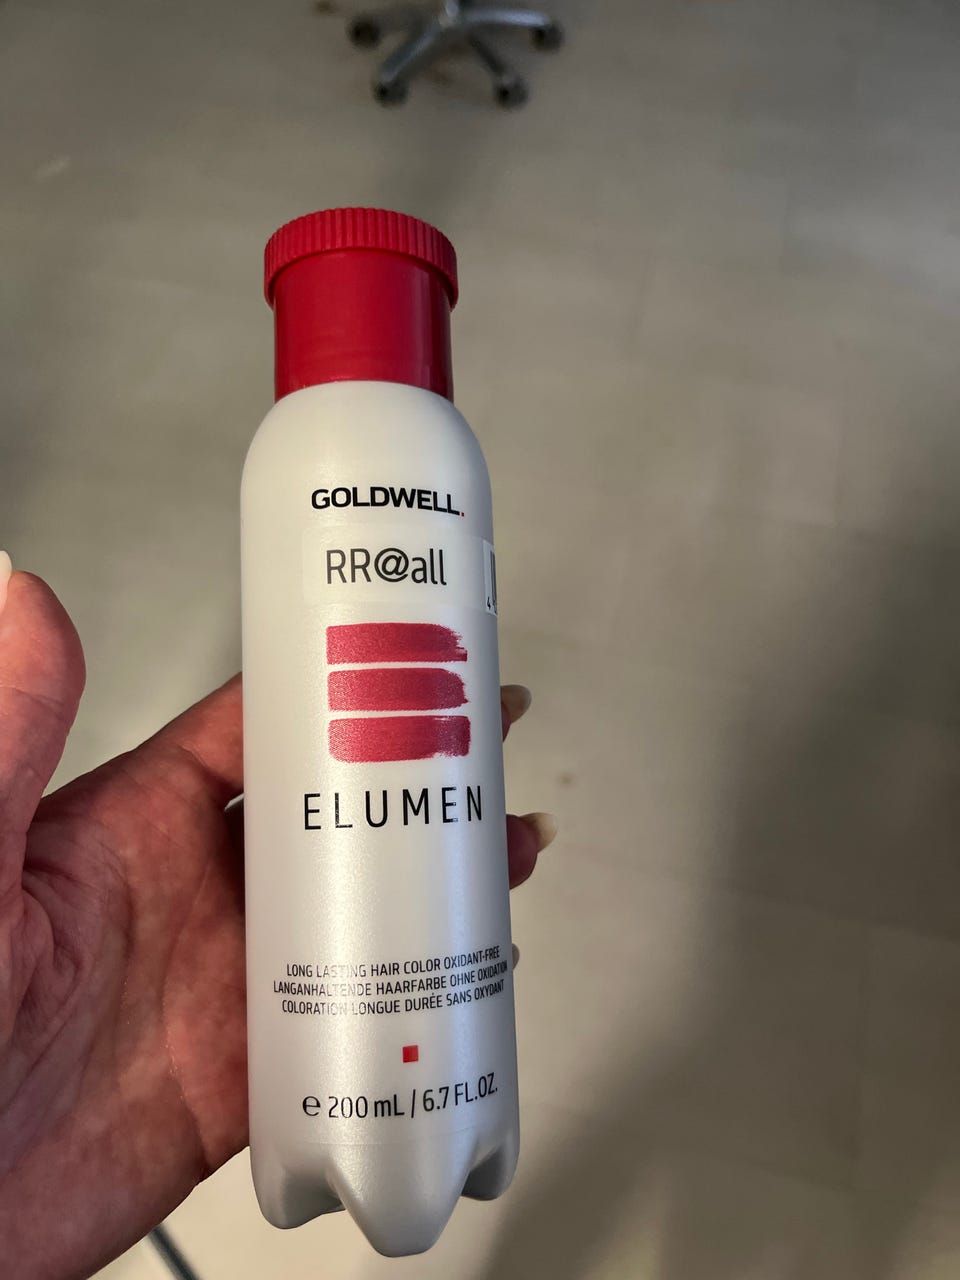 GOLDWELL.
RR@all
ELUMEN
LONG LASTING HAIR COLOR OXIDANT-FREE
LANGANHALTENDE HAARFARBE OHNE OXIDATION
COLORATION LONGUE DURÉE SANS OXYDANT
e 200 mL / 6.7 FL.OZ.